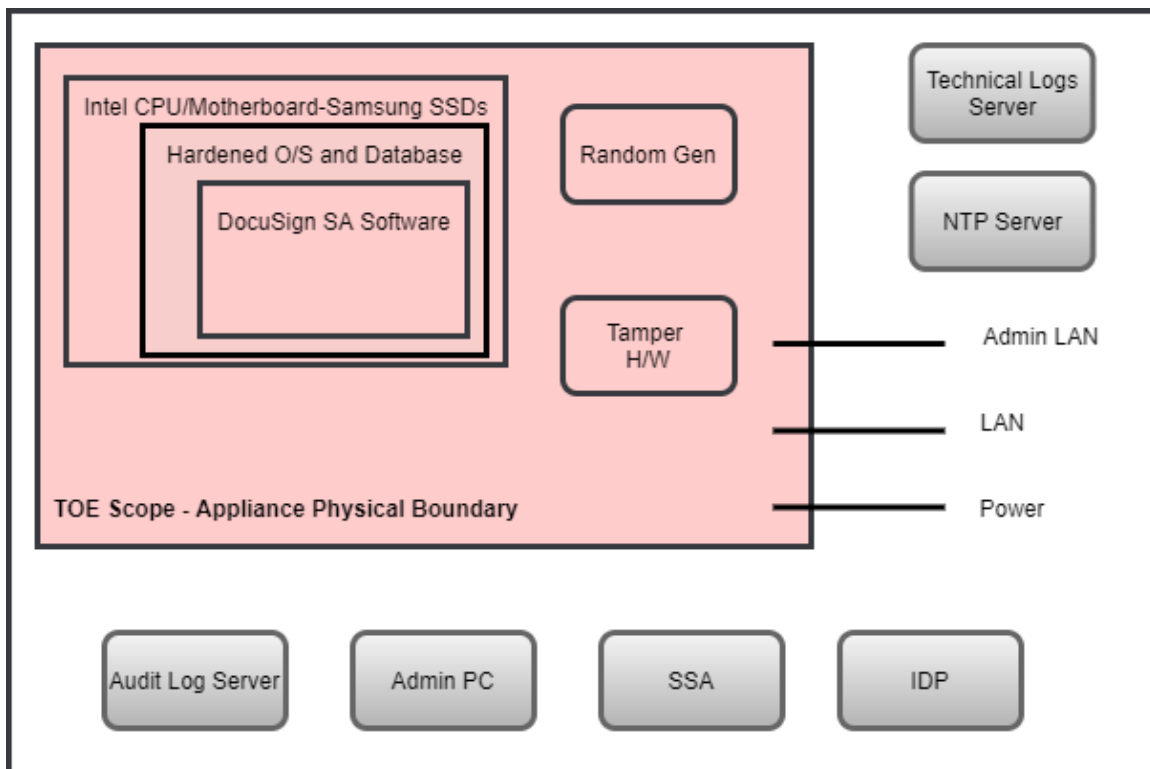 Intel CPU/Motherboard-Samsung SSDs
Hardened O/S and Database
DocuSign SA Software
Random Gen
Tamper
H/W
TOE Scope - Appliance Physical Boundary
Technical Logs
Server
NTP Server
Admin LAN
LAN
Power
Audit Log Server
Admin PC
SSA
IDP